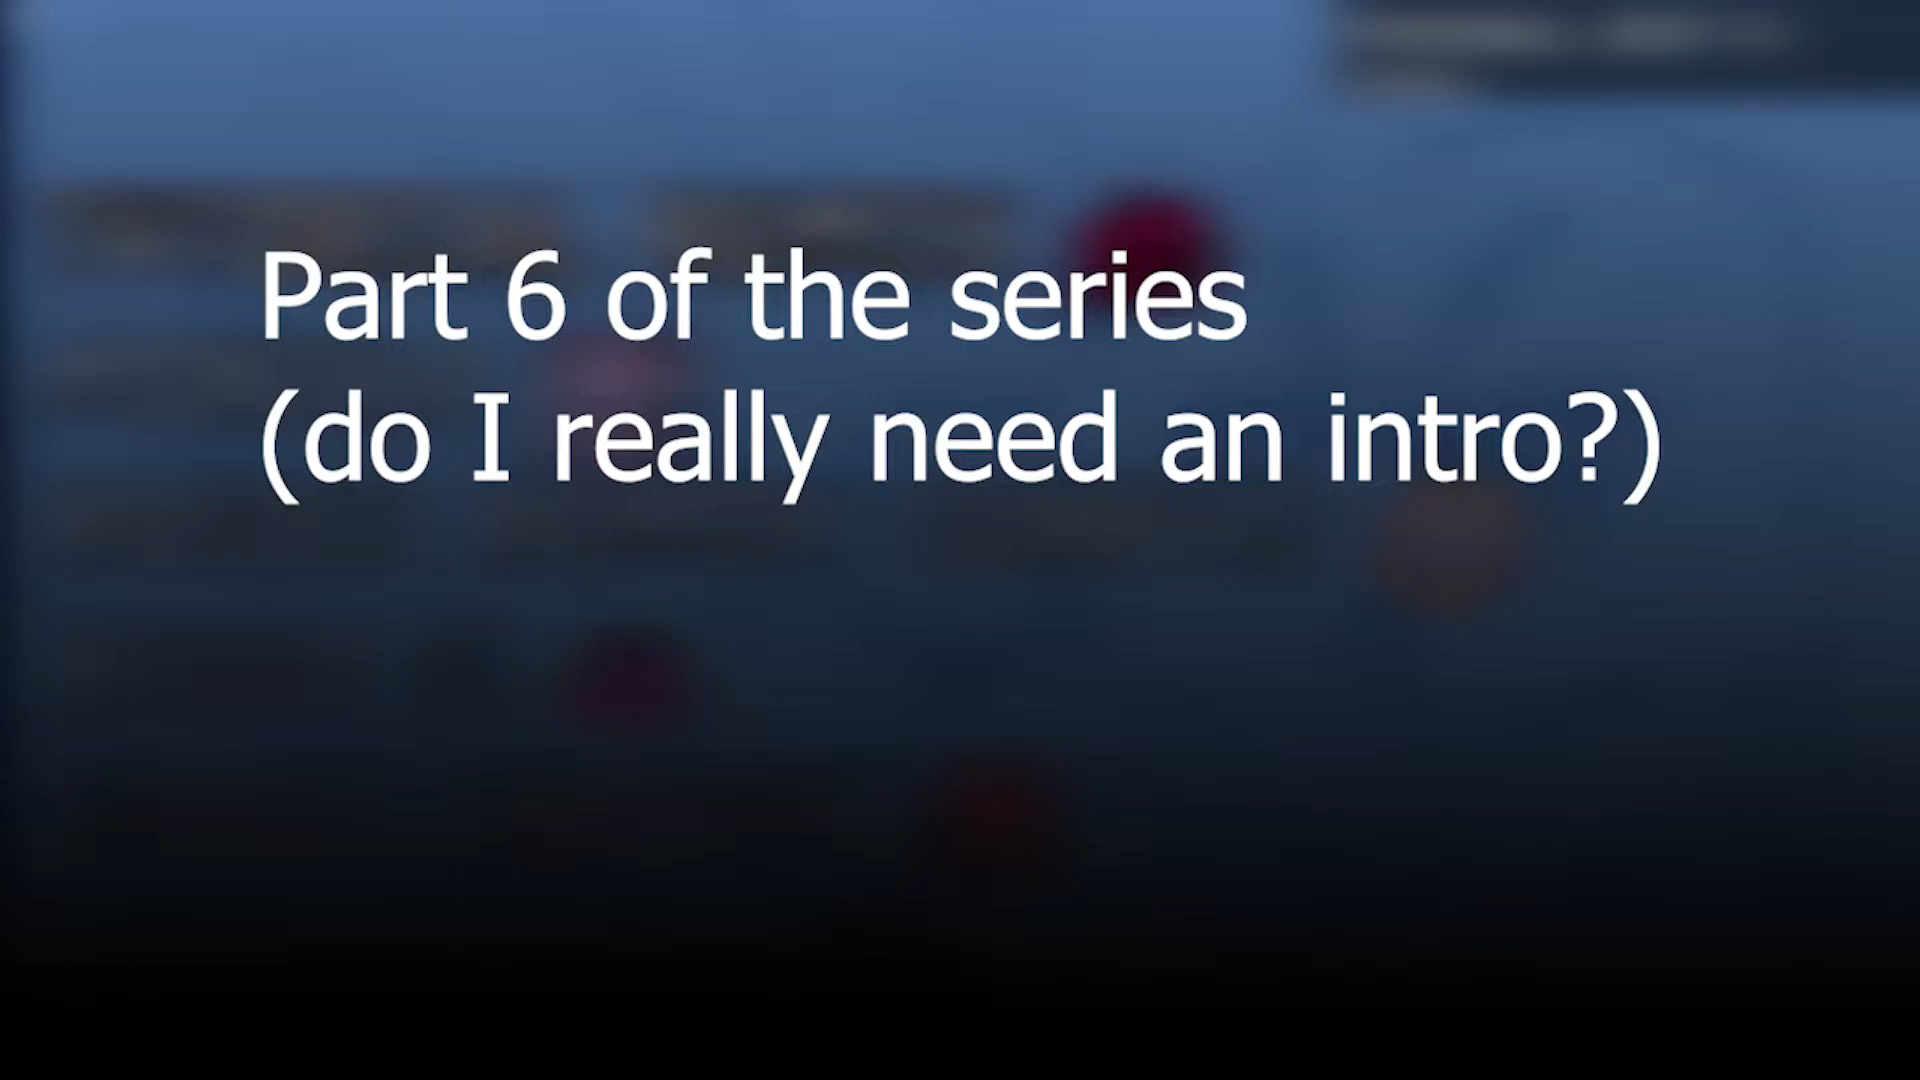 Part 6 of the series
(do I really need an intro?)